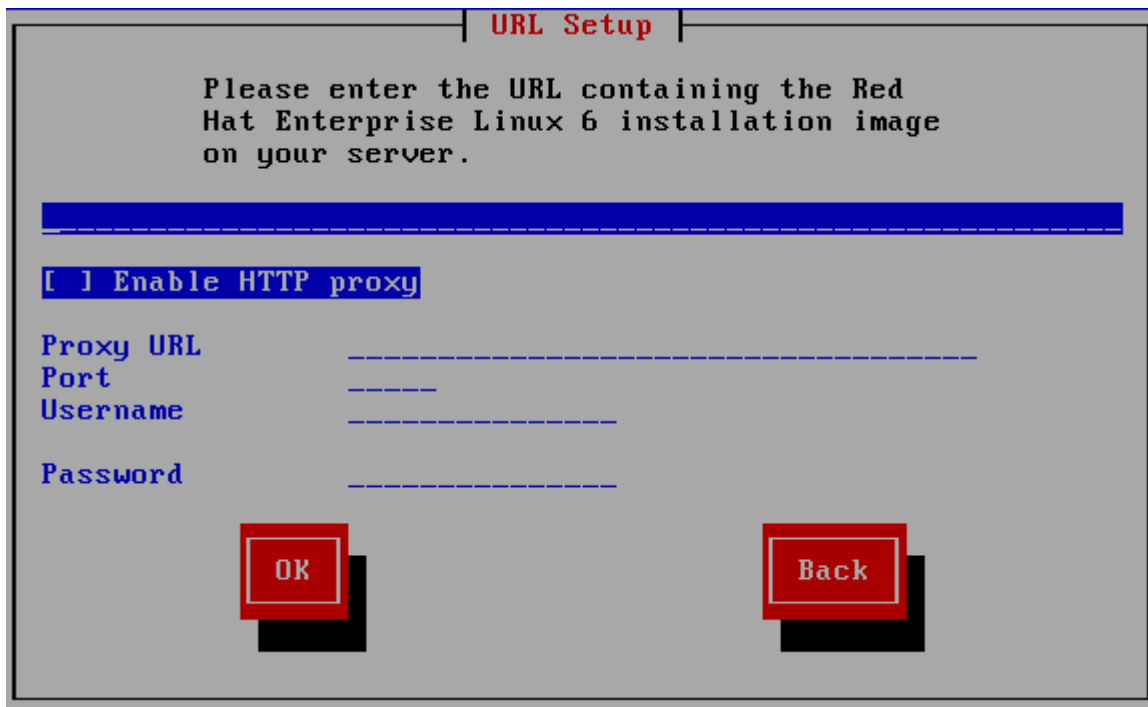 URL Setup
Please enter the URL containing the Red
Hat Enterprise Linux 6 installation image
on your server.
[ ] Enable HTTP proxy
Proxy URL
Port
Username
Password
OK
Back